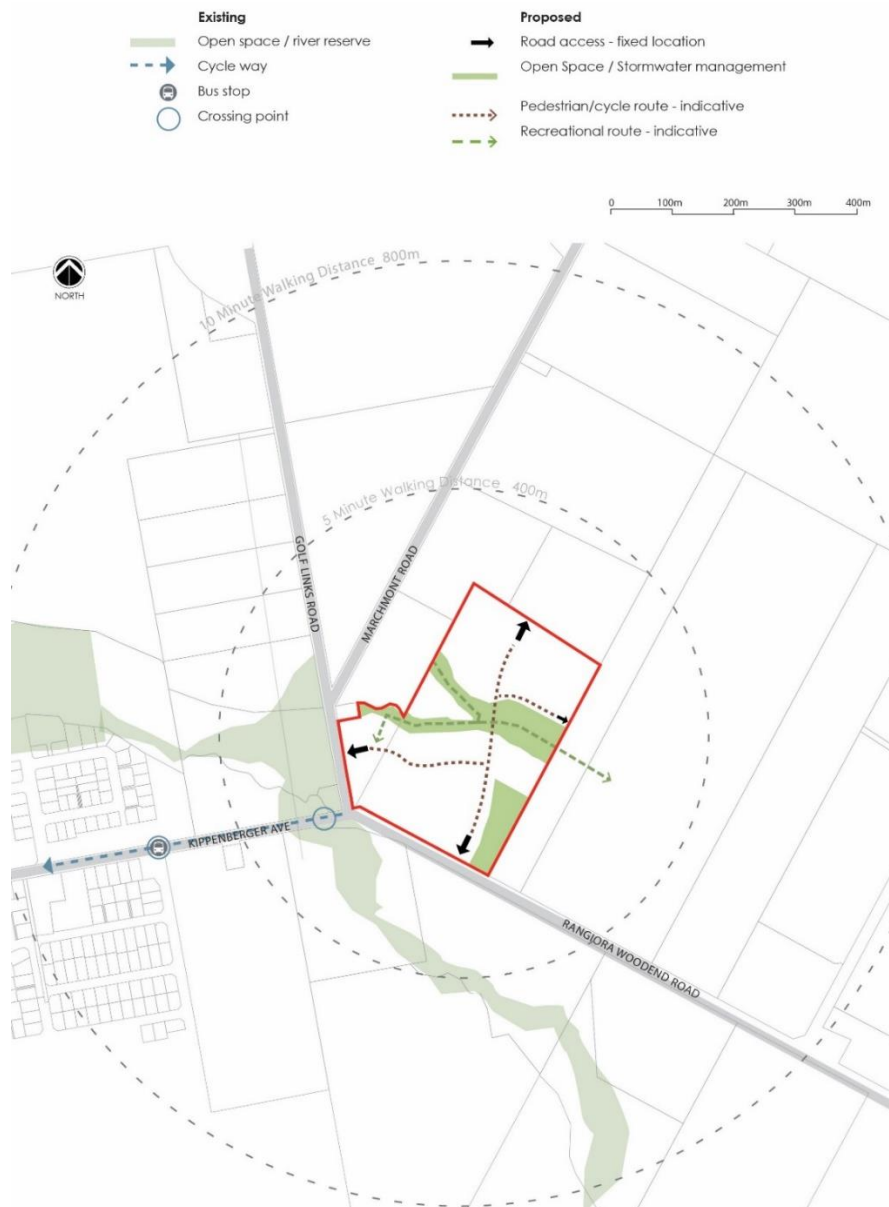 Existing
Open space / river reserve
Cycle way
Bus stop
Crossing point
Proposed
Road access - fixed location
Open Space / Stormwater management
Pedestrian/cycle route - indicative
Recreational route - indicative
0 100m 200m 300m 400m
NORTH
10 Minute Walking Distance 800m
5 Minute Walking Distance 400m
GOLF LINKS ROAD
MARCHMONT ROAD
KIPPENBERGER AVE
RANGIORA WOODEND ROAD